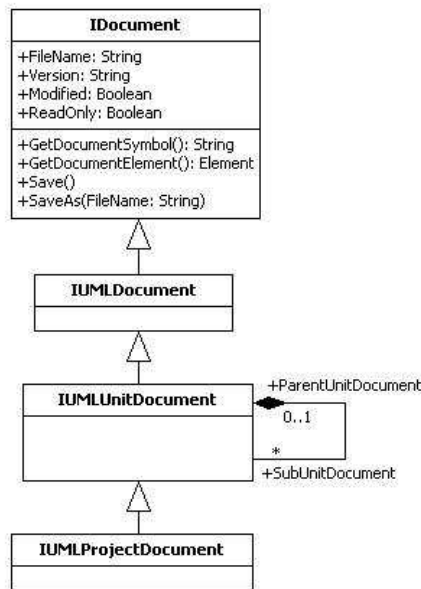 IDocument
+FileName: String
+Version: String
+Modified: Boolean
+ReadOnly: Boolean
+GetDocumentSymbol(): String
+GetDocumentElement(): Element
+Save()
+SaveAs(FileName: String)
IUMLDocument
IUMLUnitDocument
+ParentUnitDocument
0..1
*
+SubUnitDocument
IUMLProjectDocument